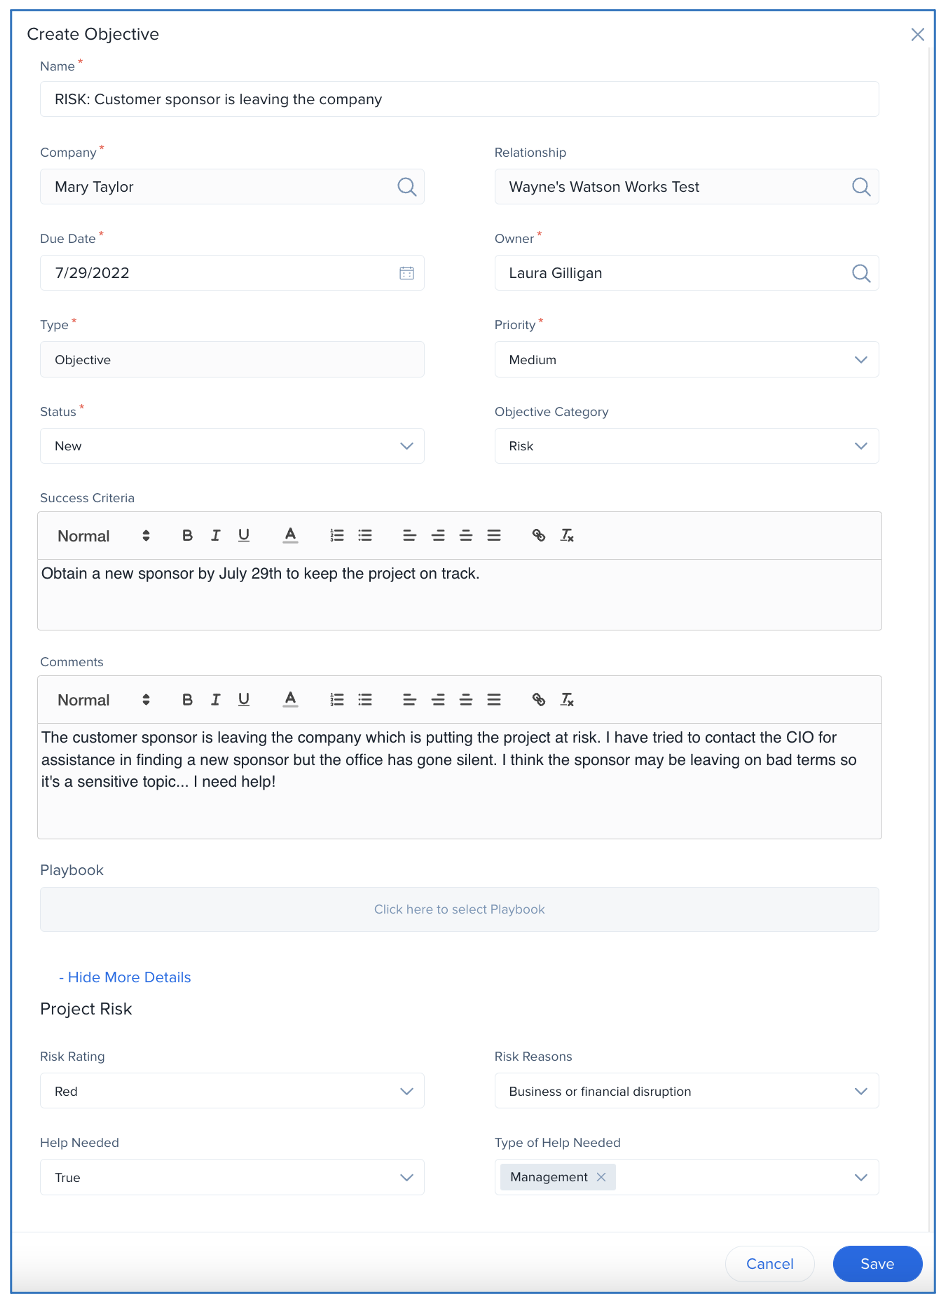 Create Objective
Name *
RISK: Customer sponsor is leaving the company
Company * Relationship
Mary Taylor Wayne's Watson Works Test
Due Date * Owner *
7/29/2022 Laura Gilligan
Type * Priority *
Objective Medium
Status * Objective Category
New Risk
Success Criteria
Normal B I U A
Obtain a new sponsor by July 29th to keep the project on track.
Comments
Normal B I U A
The customer sponsor is leaving the company which is putting the project at risk. I have tried to contact the CIO for
assistance in finding a new sponsor but the office has gone silent. I think the sponsor may be leaving on bad terms so
it's a sensitive topic... I need help!
Playbook
Click here to select Playbook
- Hide More Details
Project Risk
Risk Rating Risk Reasons
Red Business or financial disruption
Help Needed Type of Help Needed
True Management
Cancel Save